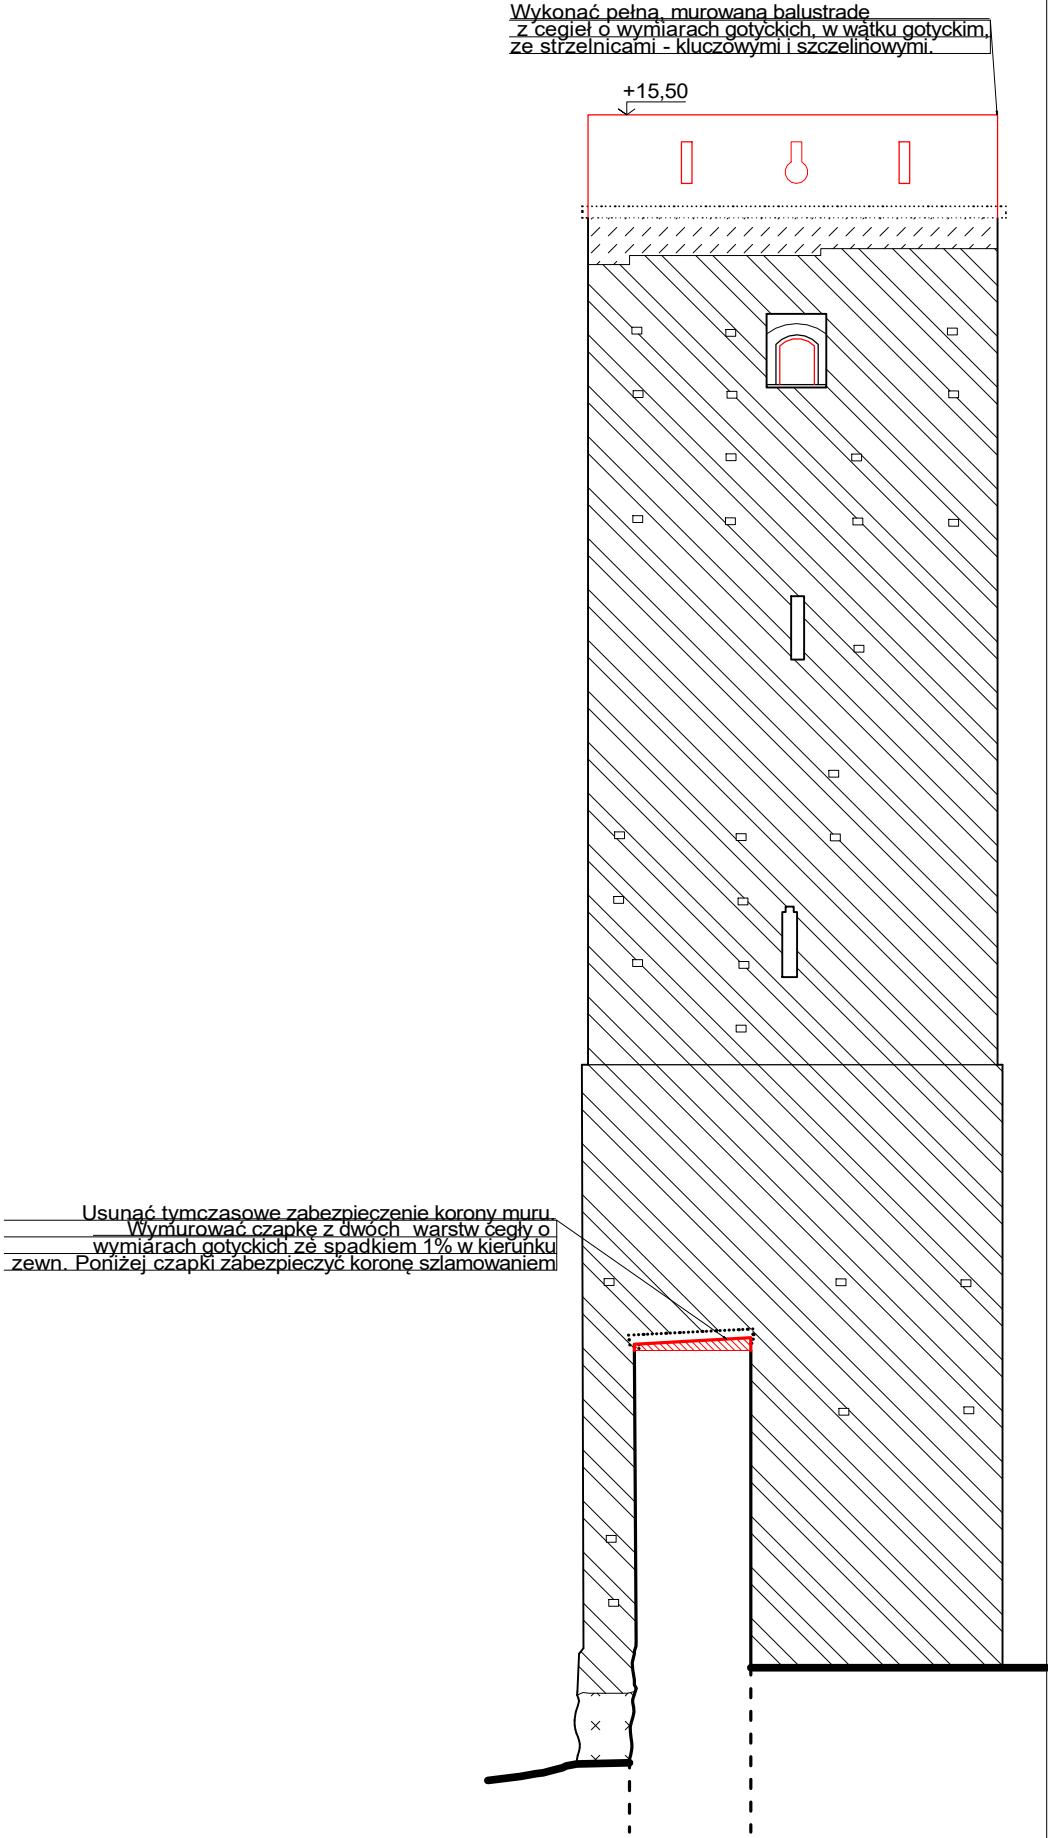 Wykonać pełną, murowaną balustradę
z cegieł o wymiarach gotyckich, w wątku gotyckim,
ze strzelnicami - kluczowymi i szczelinowymi.
+15,50
Usunąć tymczasowe zabezpieczenie korony muru.
Wymurować czapkę z dwóch warstw cegły o
wymiarach gotyckich ze spadkiem 1% w kierunku
zewn. Poniżej czapki zabezpieczyć koronę szlamowaniem